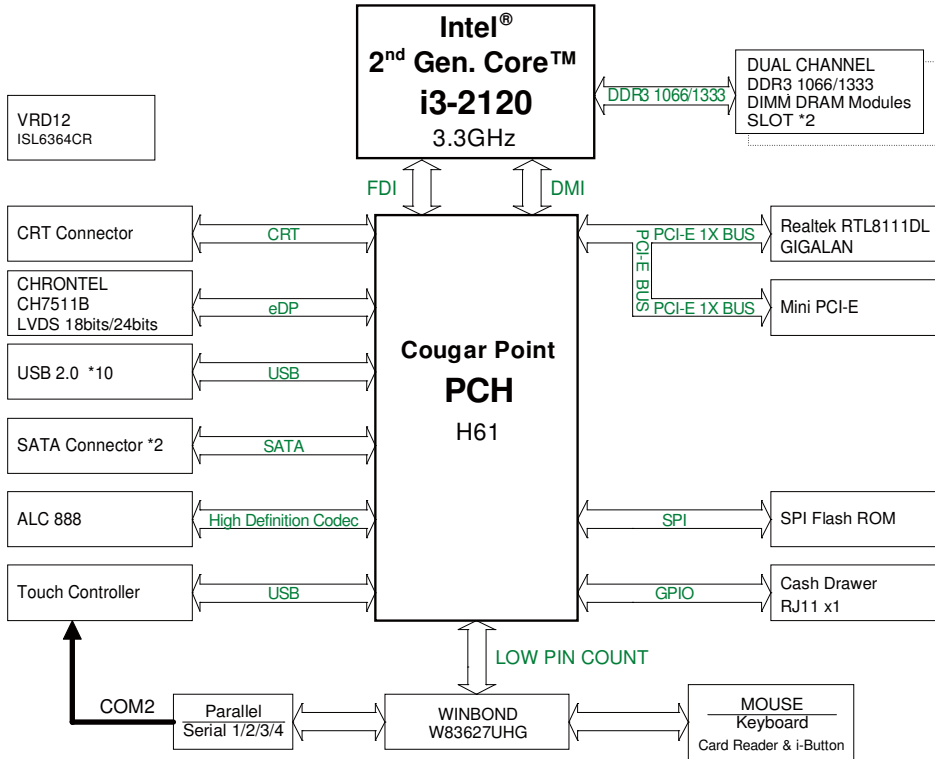 Intel®
2nd Gen. Core™
i3-2120
3.3GHz
DDR3 1066/1333
DUAL CHANNEL
DDR3 1066/1333
DIMM DRAM Modules
SLOT *2
VRD12
ISL6364CR
FDI
DMI
CRT Connector
CRT
PCI-E 1X BUS
Realtek RTL8111DL
GIGALAN
PCI-E BUS
CHRONTEL
CH7511B
LVDS 18bits/24bits
eDP
PCI-E 1X BUS
Mini PCI-E
Cougar Point
PCH
H61
USB 2.0 *10
USB
SATA Connector *2
SATA
ALC 888
High Definition Codec
SPI
SPI Flash ROM
Touch Controller
USB
GPIO
Cash Drawer
RJ11 x1
LOW PIN COUNT
COM2
Parallel
Serial 1/2/3/4
WINBOND
W83627UHG
MOUSE
Keyboard
Card Reader & i-Button